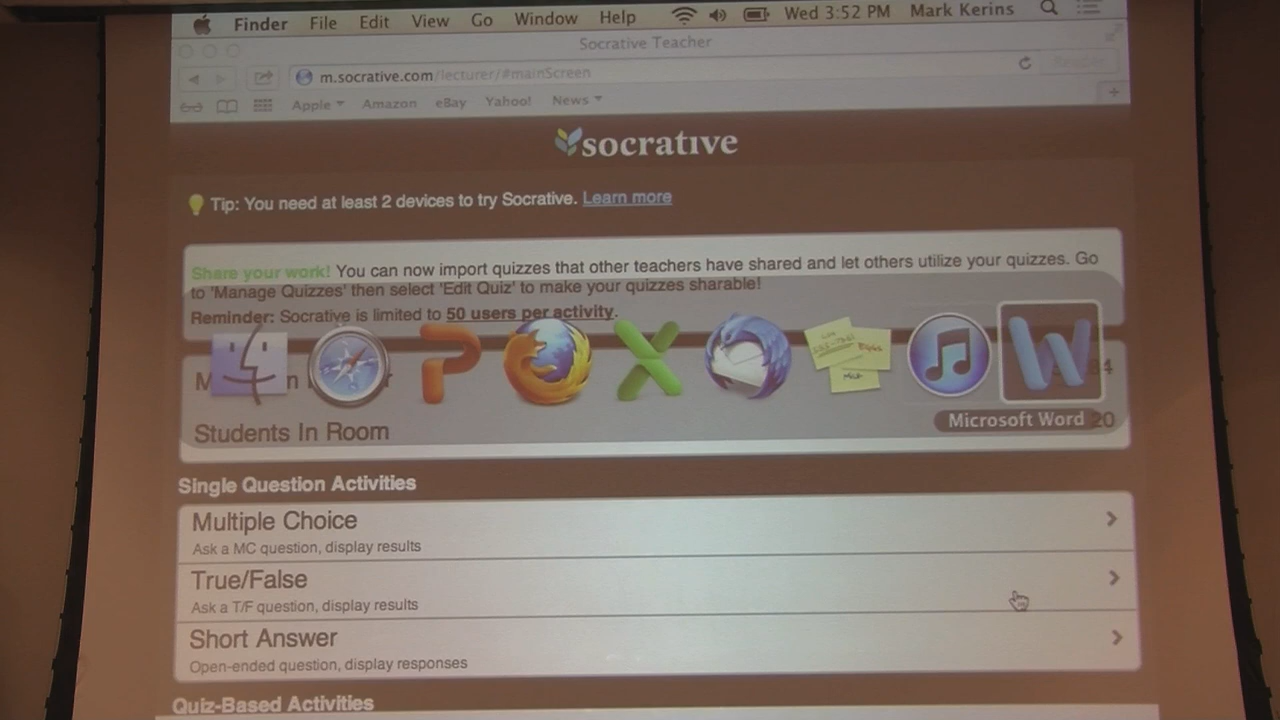 Finder File Edit View Go Window Help Wed 3:52 PM Mark Kerins
Socrative Teacher
m.socrative.com/lecturer/#mainScreen
Apple Amazon eBay Yahoo! News
socrative
Tip: You need at least 2 devices to try Socrative. Learn more
Share your work! You can now import quizzes that other teachers have shared and let others utilize your quizzes. Go
to 'Manage Quizzes' then select 'Edit Quiz' to make your quizzes sharable!
Reminder: Socrative is limited to 50 users per activity.
Microsoft Word 20
Students In Room
Single Question Activities
Multiple Choice
Ask a MC question, display results
True/False
Ask a T/F question, display results
Short Answer
Open-ended question, display responses
Quiz-Based Activities